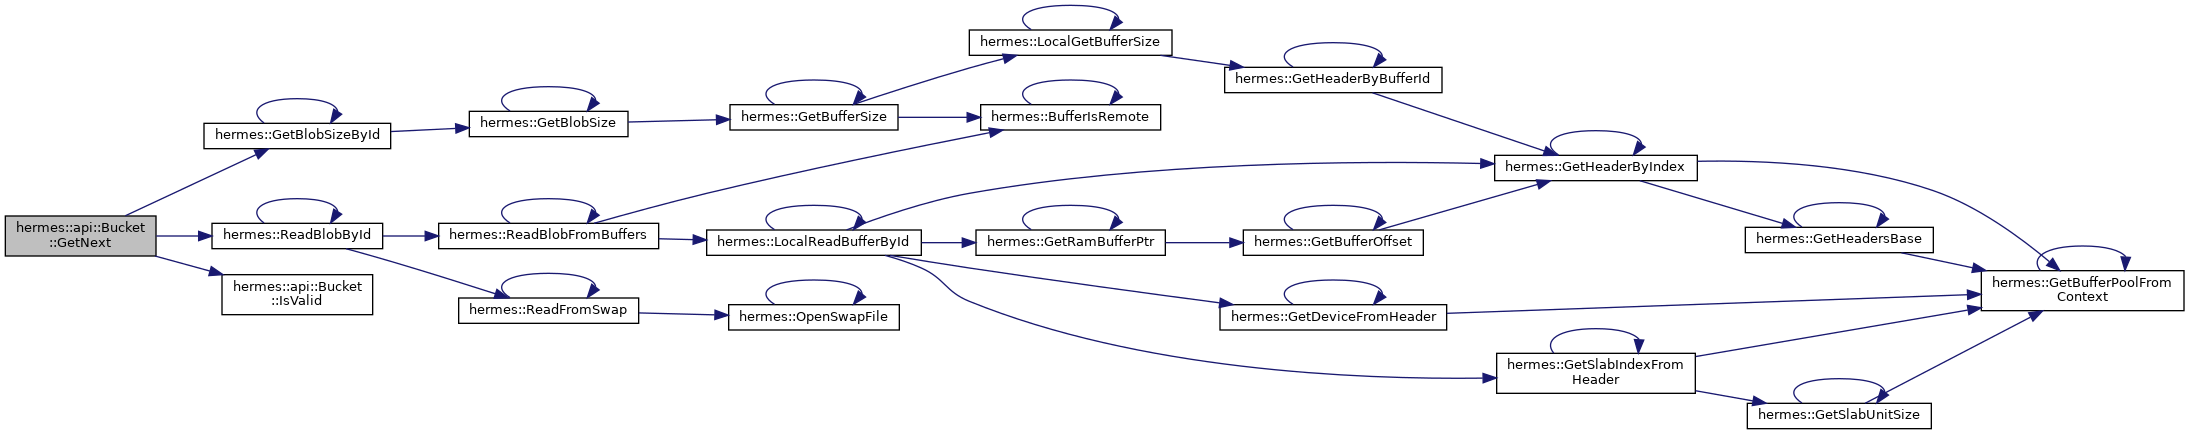 hermes::api::Bucket
::GetNext
hermes::GetBlobSizeById
hermes::ReadBlobById
hermes::api::Bucket
::IsValid
hermes::GetBlobSize
hermes::ReadBlobFromBuffers
hermes::ReadFromSwap
hermes::GetBufferSize
hermes::LocalReadBufferById
hermes::OpenSwapFile
hermes::LocalGetBufferSize
hermes::BufferIsRemote
hermes::GetRamBufferPtr
hermes::GetHeaderByBufferId
hermes::GetBufferOffset
hermes::GetDeviceFromHeader
hermes::GetHeaderByIndex
hermes::GetSlabIndexFrom
Header
hermes::GetHeadersBase
hermes::GetSlabUnitSize
hermes::GetBufferPoolFrom
Context